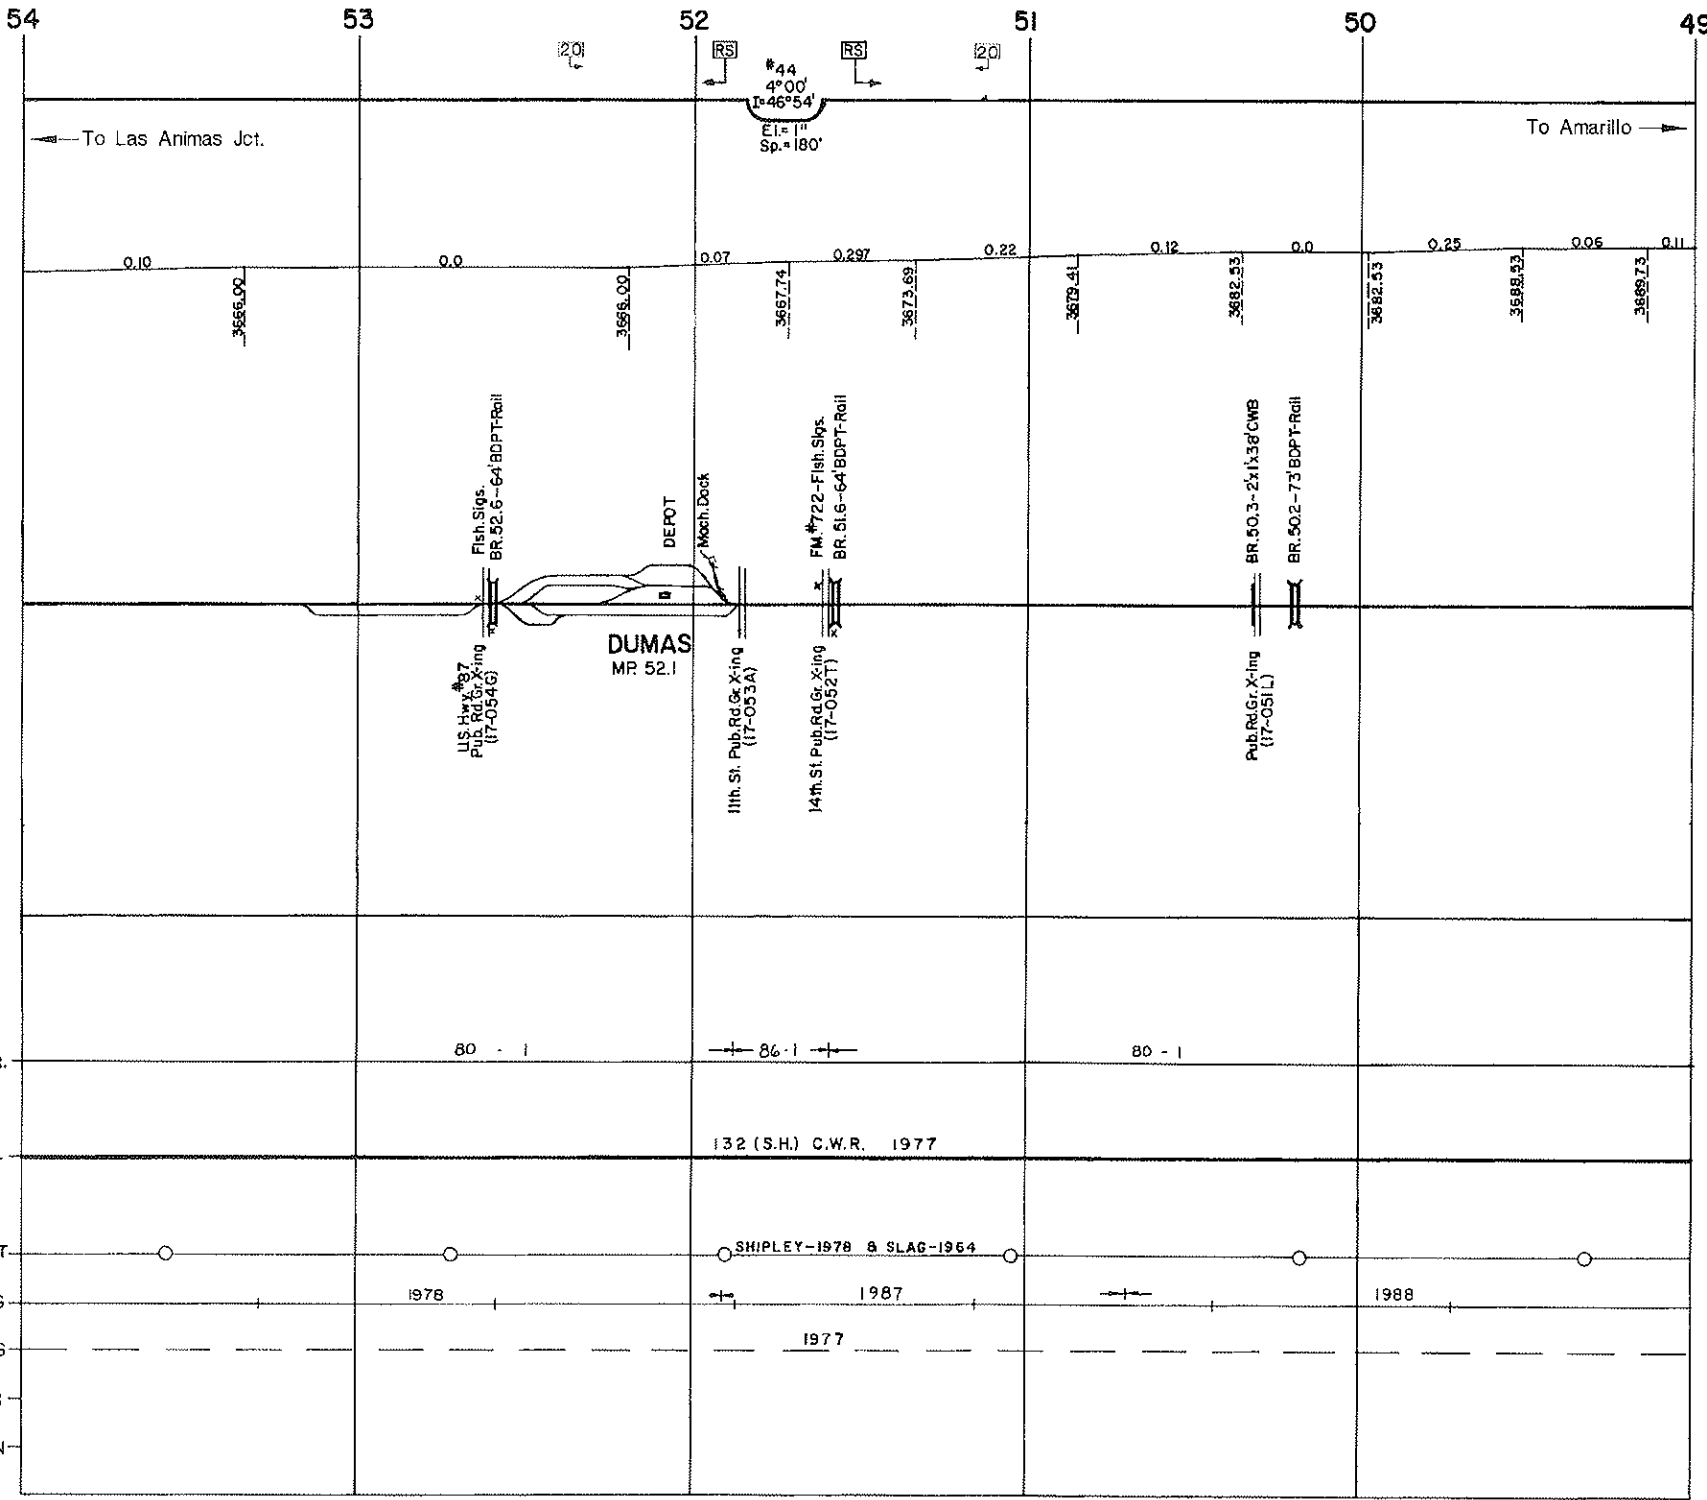 54 53 52 51 50 49
20 RS RS 20
#44
4°00'
I=46°54'
El.= 1"
Sp.=180'
To Las Animas Jct.
To Amarillo
0.10 0.0 0.07 0.297 0.22 0.12 0.0 0.25 0.06 0.11
3666.00 3666.00 3667.74 3673.69 3679.41 3682.53 3682.53 3688.53 3689.73
Flsh. Sigs.
BR. 52.6-64' BDPT-Rail
DEPOT
Mach. Dock
FM.#722-Flsh. Sigs.
BR. 51.6-64' BDPT-Rail
BR. 50.3-2'x1'x38' CWB
BR. 50.2-73' BDPT-Rail
DUMAS
MP. 52.1
U.S. Hwy. #87
Pub. Rd. Gr. X-ing
(17-054G)
11th. St. Pub. Rd. Gr. X-ing
(17-053A)
14th. St. Pub. Rd. Gr. X-ing
(17-052T)
Pub. Rd. Gr. X-ing
(17-051L)
80 - 1 86-1 80 - 1
132 (S.H.) C.W.R. 1977
SHIPLEY-1978 & SLAG-1964
1978 1987 1988
1977